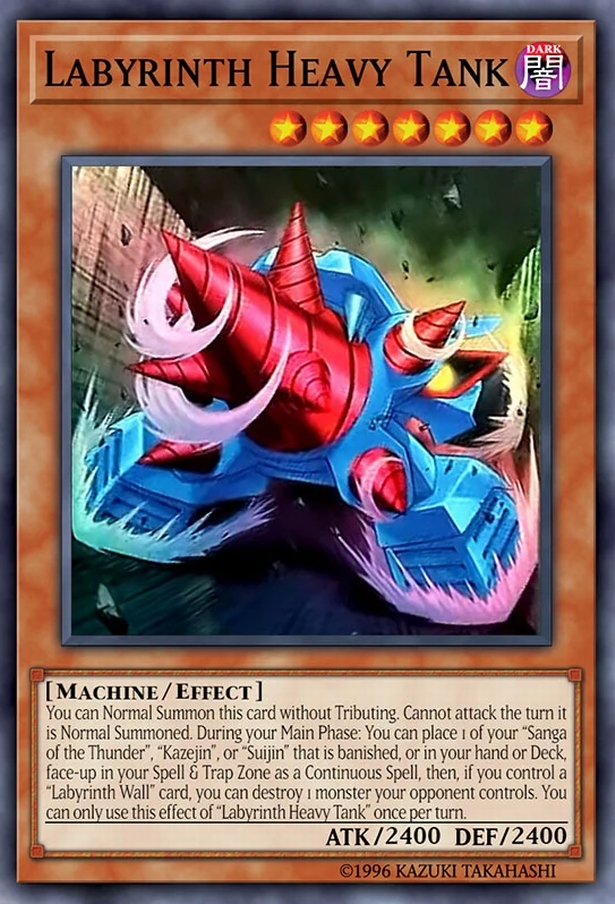 LABYRINTH HEAVY TANK
DARK
闇
[MACHINE/EFFECT]
You can Normal Summon this card without Tributing. Cannot attack the turn it
is Normal Summoned. During your Main Phase: You can place 1 of your “Sanga
of the Thunder”, “Kazejin”, or “Suijin” that is banished, or in your hand or Deck,
face-up in your Spell & Trap Zone as a Continuous Spell, then, if you control a
“Labyrinth Wall” card, you can destroy 1 monster your opponent controls. You
can only use this effect of “Labyrinth Heavy Tank” once per turn.
ATK/2400 DEF/2400
©1996 KAZUKI TAKAHASHI